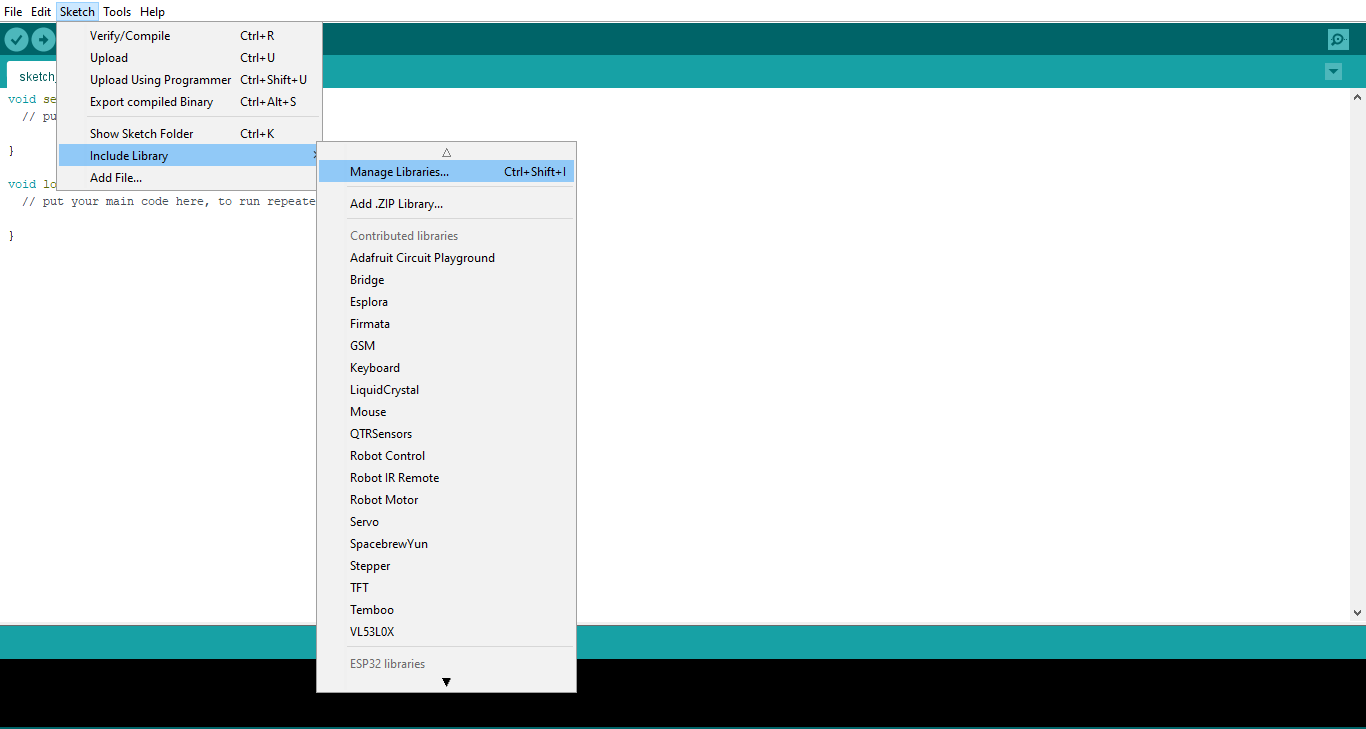 File Edit Sketch Tools Help
Verify/Compile Ctrl+R
Upload Ctrl+U
Upload Using Programmer Ctrl+Shift+U
Export compiled Binary Ctrl+Alt+S
Show Sketch Folder Ctrl+K
Include Library
Add File...
sketch_
void se
// pu
}
void lo
// put your main code here, to run repeate
}
Manage Libraries... Ctrl+Shift+I
Add .ZIP Library...
Contributed libraries
Adafruit Circuit Playground
Bridge
Esplora
Firmata
GSM
Keyboard
LiquidCrystal
Mouse
QTRSensors
Robot Control
Robot IR Remote
Robot Motor
Servo
SpacebrewYun
Stepper
TFT
Temboo
VL53L0X
ESP32 libraries